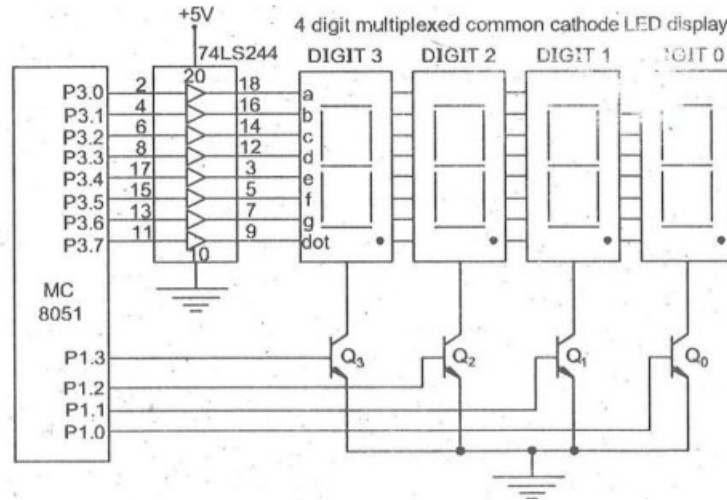 +5V
4 digit multiplexed common cathode LED display
74LS244
DIGIT 3 DIGIT 2 DIGIT 1 IGIT 0
20
P3.0 2 18 a
P3.1 4 16 b
P3.2 6 14 c
P3.3 8 12 d
P3.4 17 3 e
P3.5 15 5 f
P3.6 13 7 g
P3.7 11 9 dot
10
MC
8051
P1.3 Q3 Q2 Q1 Q0
P1.2
P1.1
P1.0